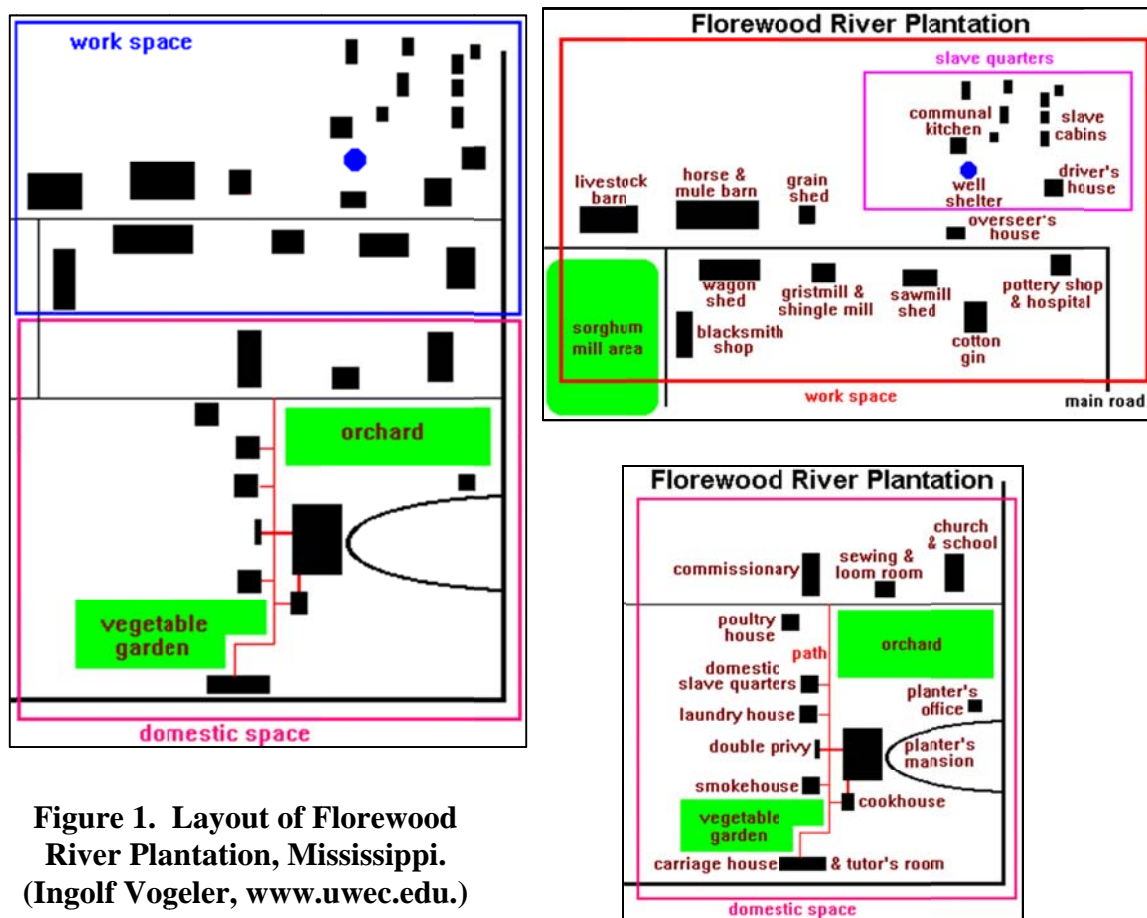 work space
orchard
vegetable
garden
domestic space
Figure 1. Layout of Florewood
River Plantation, Mississippi.
(Ingolf Vogeler, www.uwec.edu.)
Florewood River Plantation
slave quarters
communal
kitchen
slave
cabins
livestock
barn
horse &
mule barn
grain
shed
well
shelter
driver's
house
overseer's
house
sorghum
mill area
wagon
shed
blacksmith
shop
gristmill &
shingle mill
sawmill
shed
cotton
gin
pottery shop
& hospital
work space
main road
Florewood River Plantation
commissionary
sewing &
loom room
church
& school
poultry
house
path
orchard
domestic
slave quarters
planter's
office
laundry house
double privy
planter's
mansion
smokehouse
cookhouse
vegetable
garden
carriage house & tutor's room
domestic space